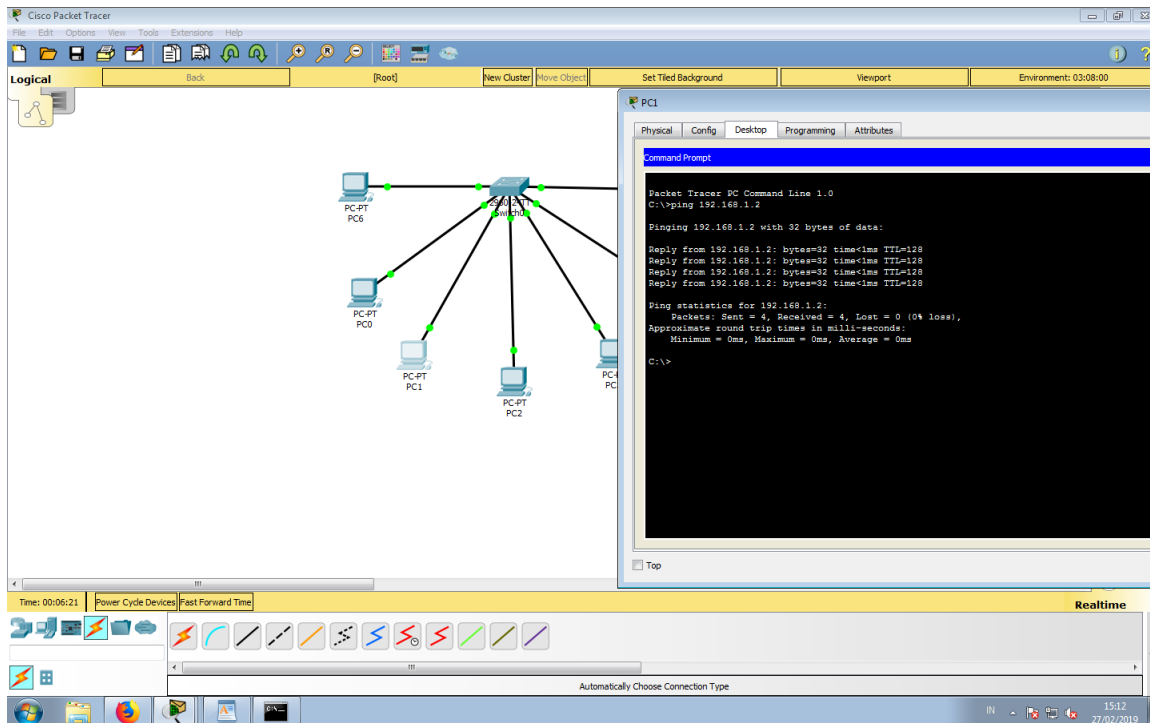 Cisco Packet Tracer
File Edit Options View Tools Extensions Help
Logical
Back
[Root]
New Cluster
Move Object
Set Tiled Background
Viewport
Environment: 03:08:00
PC1
Physical
Config
Desktop
Programming
Attributes
Command Prompt
Packet Tracer PC Command Line 1.0
C:\>ping 192.168.1.2
Pinging 192.168.1.2 with 32 bytes of data:
Reply from 192.168.1.2: bytes=32 time<1ms TTL=128
Reply from 192.168.1.2: bytes=32 time<1ms TTL=128
Reply from 192.168.1.2: bytes=32 time<1ms TTL=128
Reply from 192.168.1.2: bytes=32 time<1ms TTL=128
Ping statistics for 192.168.1.2:
Packets: Sent = 4, Received = 4, Lost = 0 (0% loss),
Approximate round trip times in milli-seconds:
Minimum = 0ms, Maximum = 0ms, Average = 0ms
C:\>
Top
PC-PT
PC6
Switch0
PC-PT
PC0
PC-PT
PC1
PC-PT
PC2
Time: 00:06:21
Power Cycle Devices
Fast Forward Time
Realtime
Automatically Choose Connection Type
IN
15:12
27/02/2019